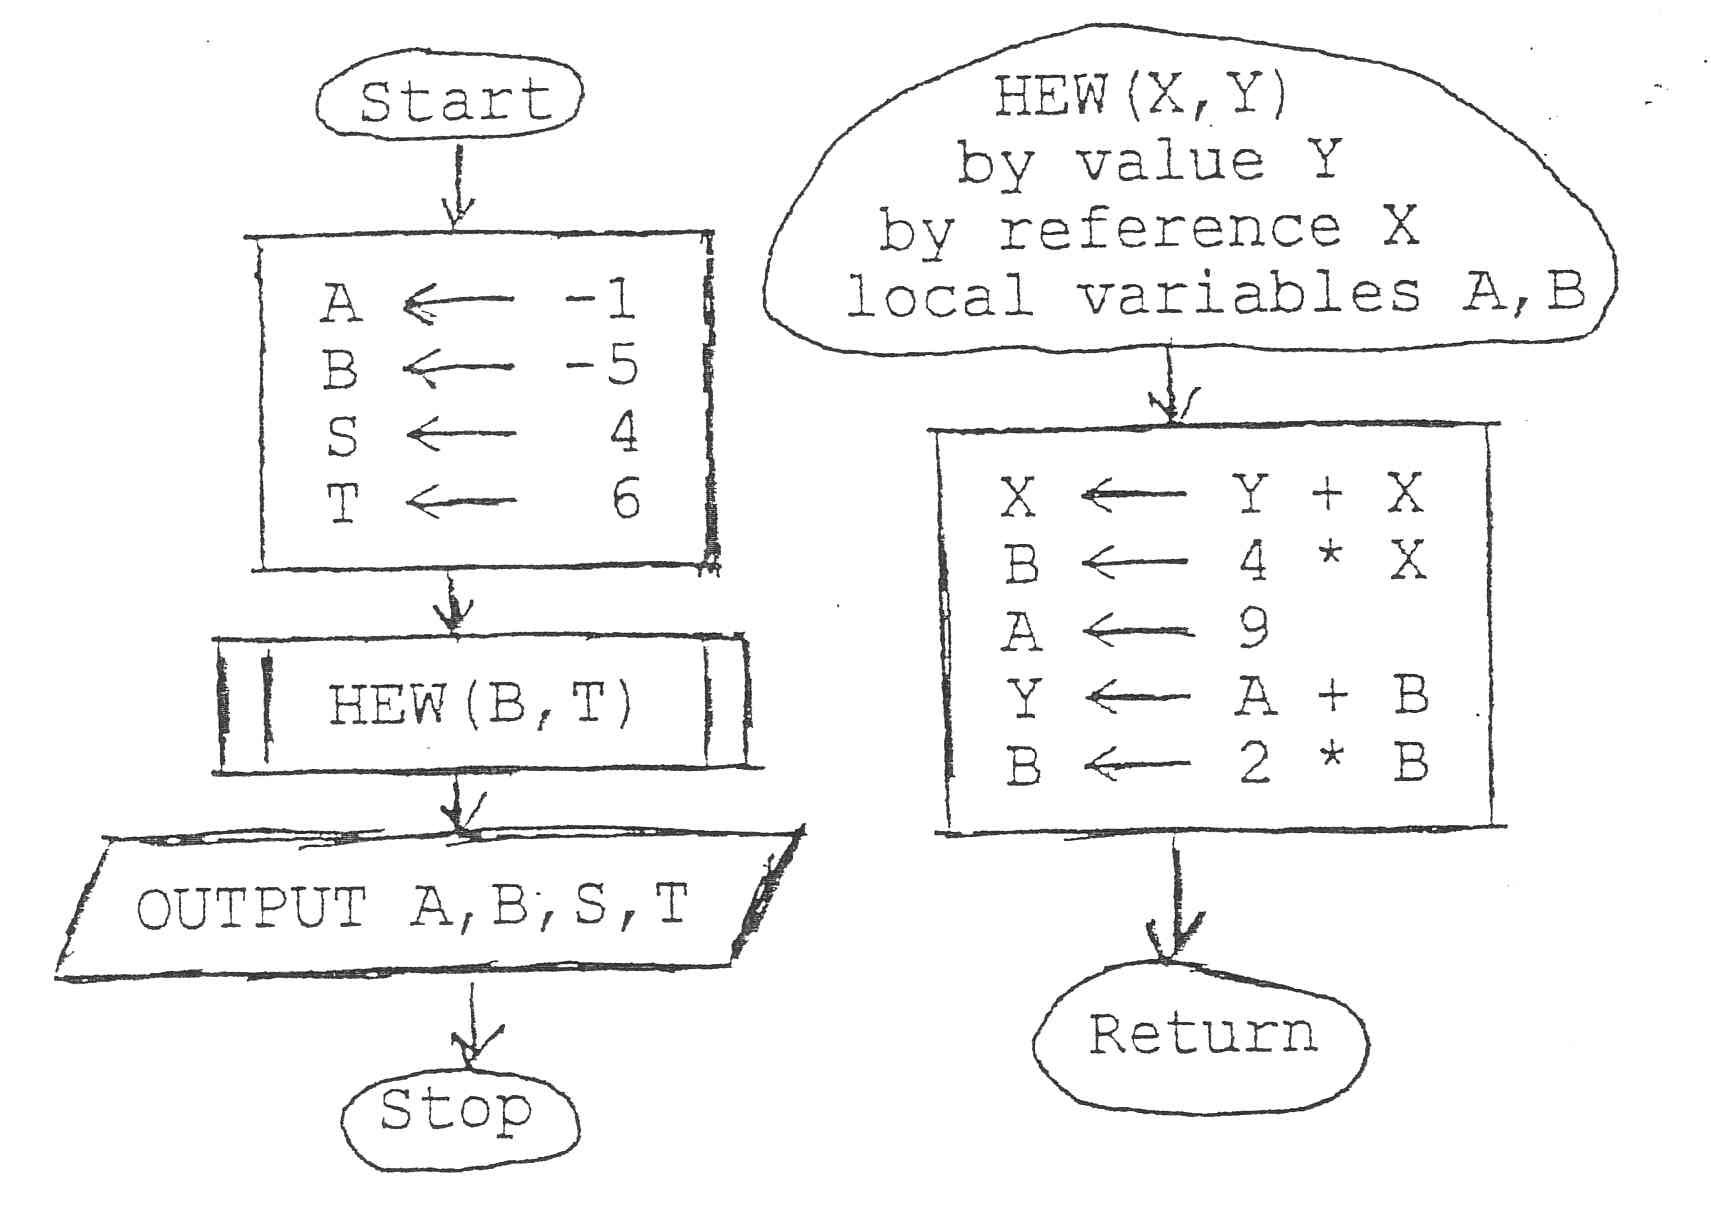 Start
A ← -1
B ← -5
S ← 4
T ← 6
HEW(B,T)
OUTPUT A,B,S,T
Stop
HEW(X,Y)
by value Y
by reference X
local variables A,B
X ← Y + X
B ← 4 * X
A ← 9
Y ← A + B
B ← 2 * B
Return